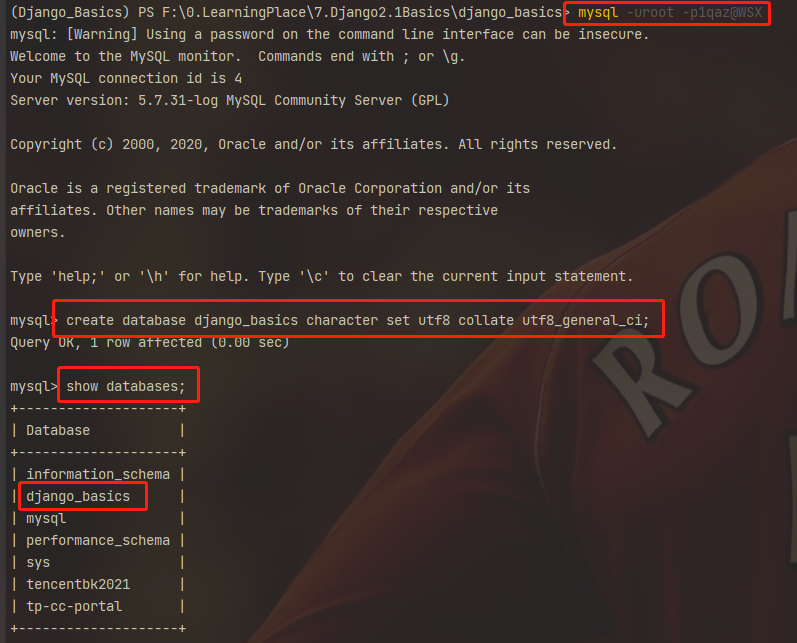 (Django_Basics) PS F:\0.LearningPlace\7.Django2.1Basics\django_basics> mysql -uroot -p1qaz@WSX
mysql: [Warning] Using a password on the command line interface can be insecure.
Welcome to the MySQL monitor.  Commands end with ; or \g.
Your MySQL connection id is 4
Server version: 5.7.31-log MySQL Community Server (GPL)
Copyright (c) 2000, 2020, Oracle and/or its affiliates. All rights reserved.
Oracle is a registered trademark of Oracle Corporation and/or its
affiliates. Other names may be trademarks of their respective
owners.
Type 'help;' or '\h' for help. Type '\c' to clear the current input statement.
mysql> create database django_basics character set utf8 collate utf8_general_ci;
Query OK, 1 row affected (0.00 sec)
mysql> show databases;
+--------------------+
| Database           |
+--------------------+
| information_schema |
| django_basics      |
| mysql              |
| performance_schema |
| sys                |
| tencentbk2021      |
| tp-cc-portal       |
+--------------------+